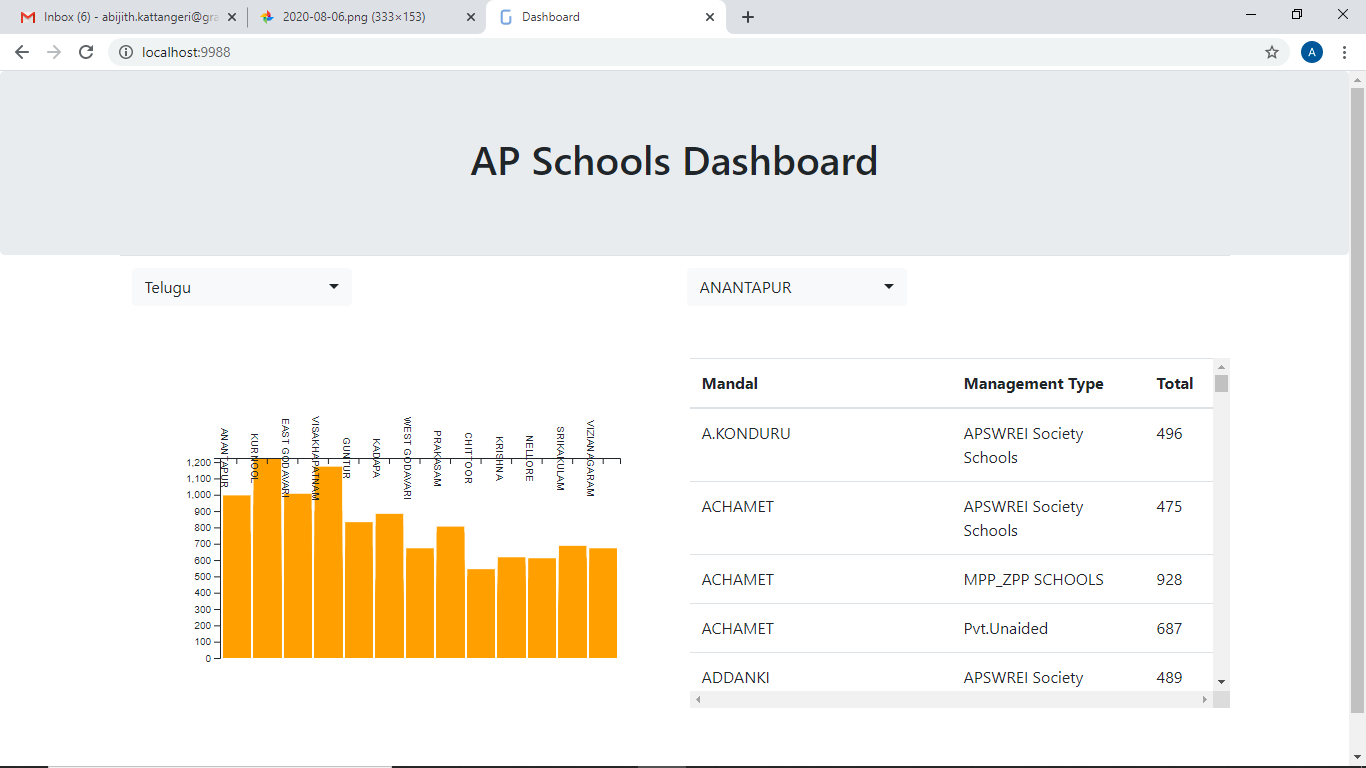 Inbox (6) - abijith.kattangeri@gra
2020-08-06.png (333×153)
Dashboard
localhost:9988
A
AP Schools Dashboard
Telugu
ANANTAPUR
ANANTAPUR
KURNOOL
EAST GODAVARI
VISAKHAPATNAM
GUNTUR
KADAPA
WEST GODAVARI
PRAKASAM
CHITTOOR
KRISHNA
NELLORE
SRIKAKULAM
VIZIANAGARAM
1,200
1,100
1,000
900
800
700
600
500
400
300
200
100
0
Mandal Management Type Total
A.KONDURU APSWREI Society 496
Schools
ACHAMET APSWREI Society 475
Schools
ACHAMET MPP_ZPP SCHOOLS 928
ACHAMET Pvt.Unaided 687
ADDANKI APSWREI Society 489